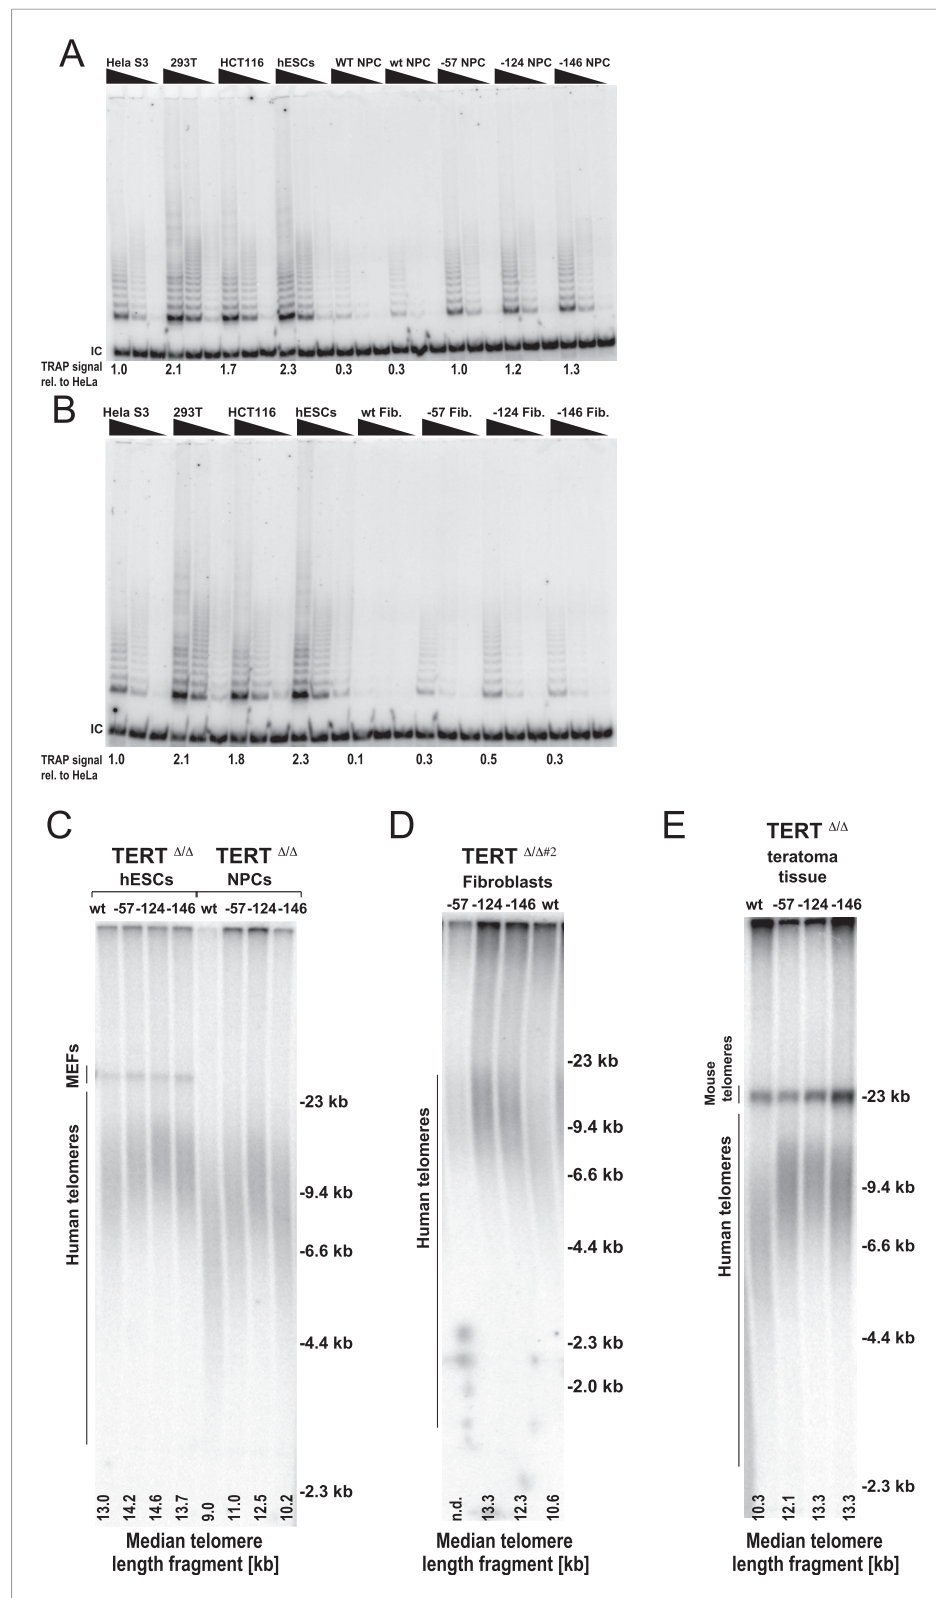 A
Hela S3 293T HCT116 hESCs WT NPC wt NPC -57 NPC -124 NPC -146 NPC
IC
TRAP signal
rel. to HeLa
1.0 2.1 1.7 2.3 0.3 0.3 1.0 1.2 1.3
B
Hela S3 293T HCT116 hESCs wt Fib. -57 Fib. -124 Fib. -146 Fib.
IC
TRAP signal
rel. to HeLa
1.0 2.1 1.8 2.3 0.1 0.3 0.5 0.3
C
TERT Δ/Δ TERT Δ/Δ
hESCs NPCs
wt -57 -124 -146 wt -57 -124 -146
MEFs
Human telomeres
-23 kb
-9.4 kb
-6.6 kb
-4.4 kb
-2.3 kb
13.0 14.2 14.6 13.7 9.0 11.0 12.5 10.2
Median telomere
length fragment [kb]
D
TERT Δ/Δ#2
Fibroblasts
-57 -124 -146 wt
Human telomeres
-23 kb
-9.4 kb
-6.6 kb
-4.4 kb
-2.3 kb
-2.0 kb
n.d. 13.3 12.3 10.6
Median telomere
length fragment [kb]
E
TERT Δ/Δ
teratoma
tissue
wt -57 -124 -146
Mouse
telomeres
Human telomeres
-23 kb
-9.4 kb
-6.6 kb
-4.4 kb
-2.3 kb
10.3 12.1 13.3 13.3
Median telomere
length fragment [kb]